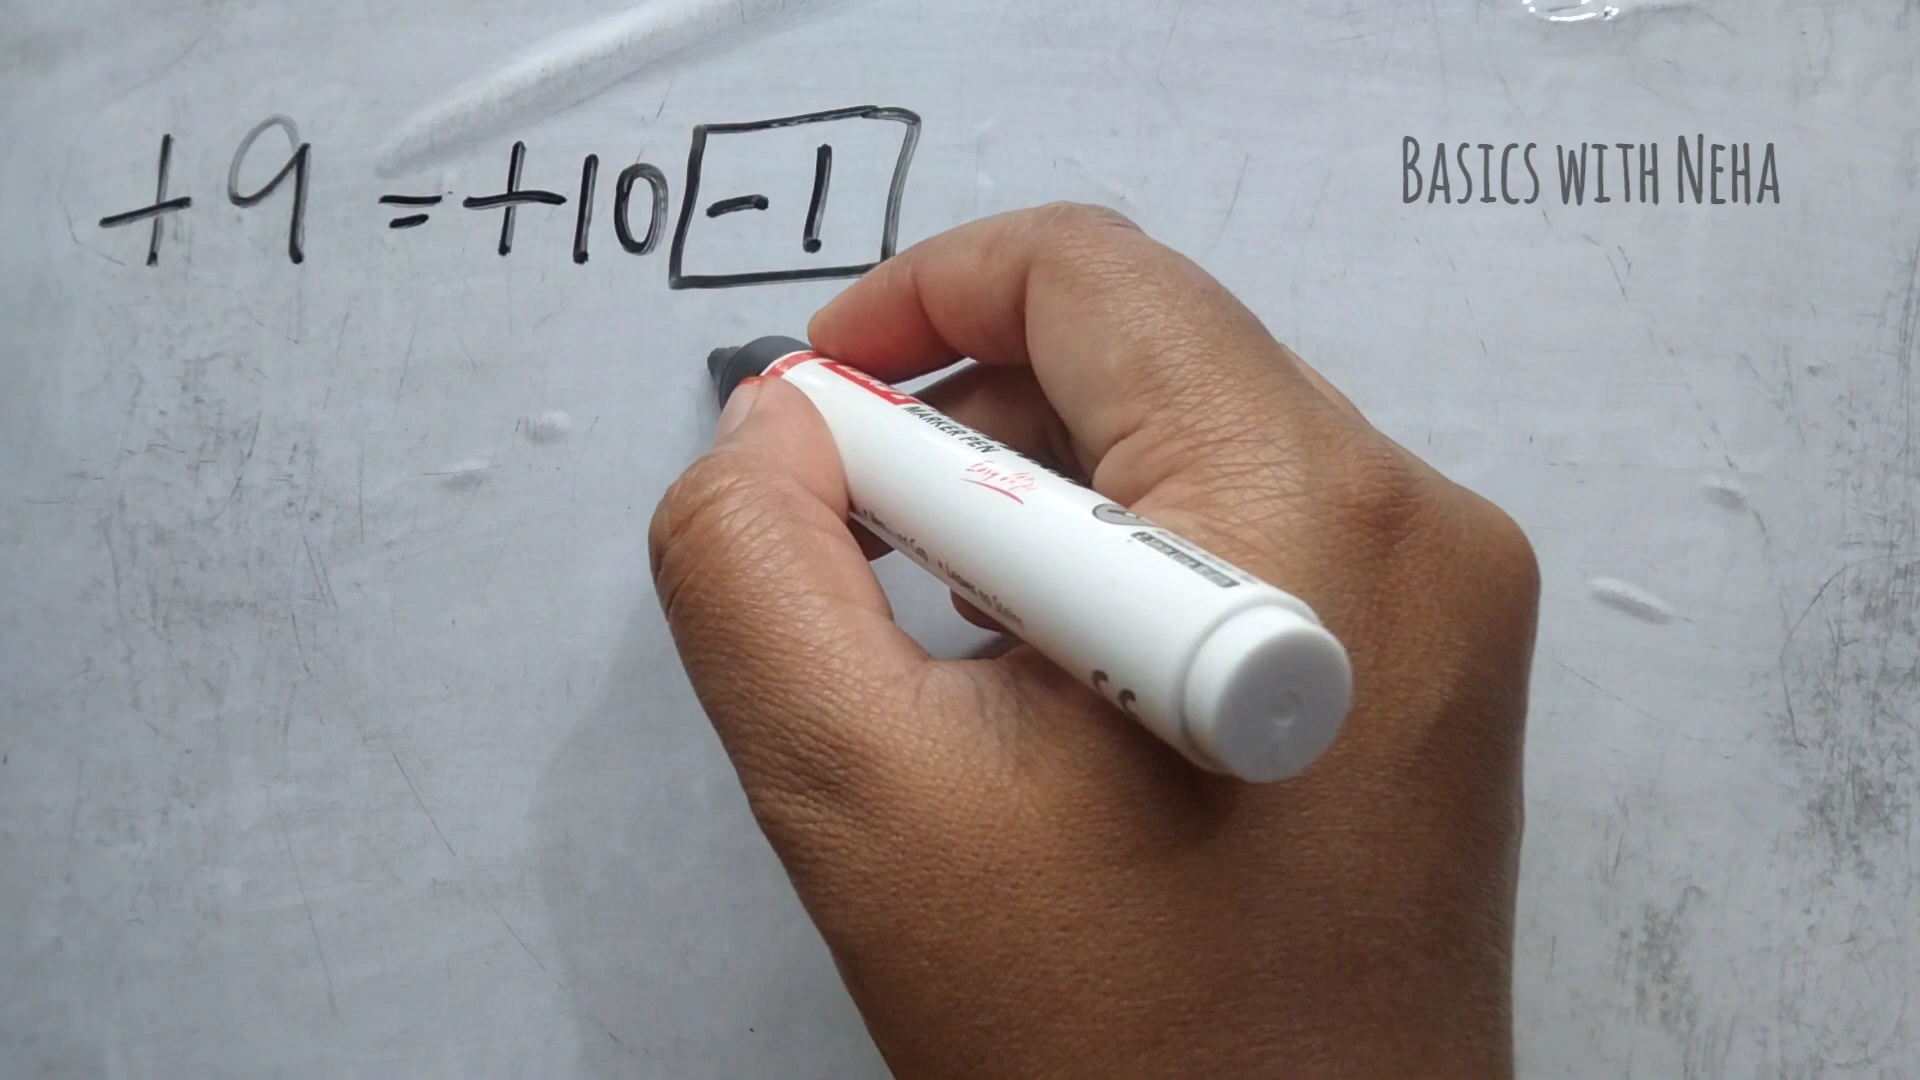 +9 = +10 -1
BASICS WITH NEHA
MARKER PEN